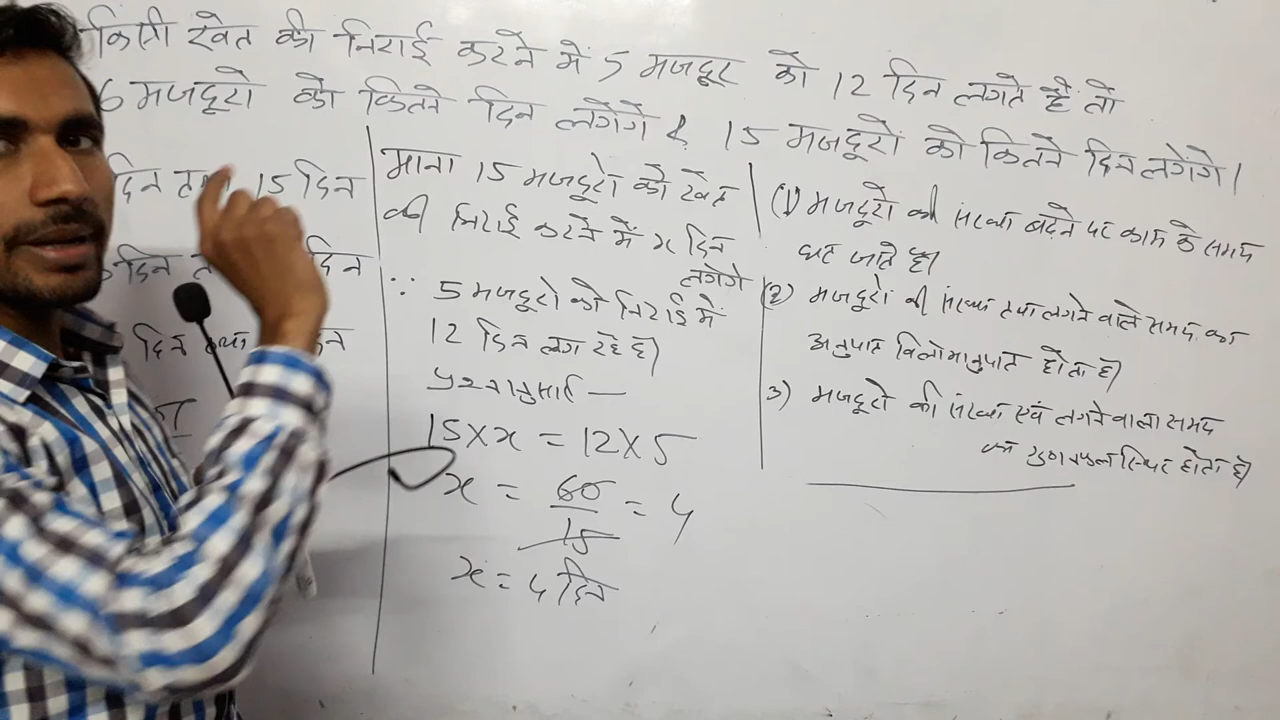 किसी खेत की निराई करने में 5 मजदूर को 12 दिन लगते हैं तो
6 मजदूरो को कितने दिन लगेंगे & 15 मजदूरों को कितने दिन लगेगे।
दिन तथा 15 दिन
दिन
दिन तथा
माना 15 मजदूरो को खेत
की निराई करने में x दिन
लगेगे
∵ 5 मजदूरो को निराई में
12 दिन लग रहे है।
प्रश्नानुसार —
15 × x = 12 × 5
x = 60/15 = 4
x = 4 दिन
(1) मजदूरो की संख्या बढ़ने पर काम के समय
घट जाते है।
(2) मजदूरों की संख्या तथा लगने वाले समय का
अनुपात विलोमानुपात होता है।
3) मजदूरो की संख्या एवं लगने वाला समय
का गुणनफल स्थिर होता है।